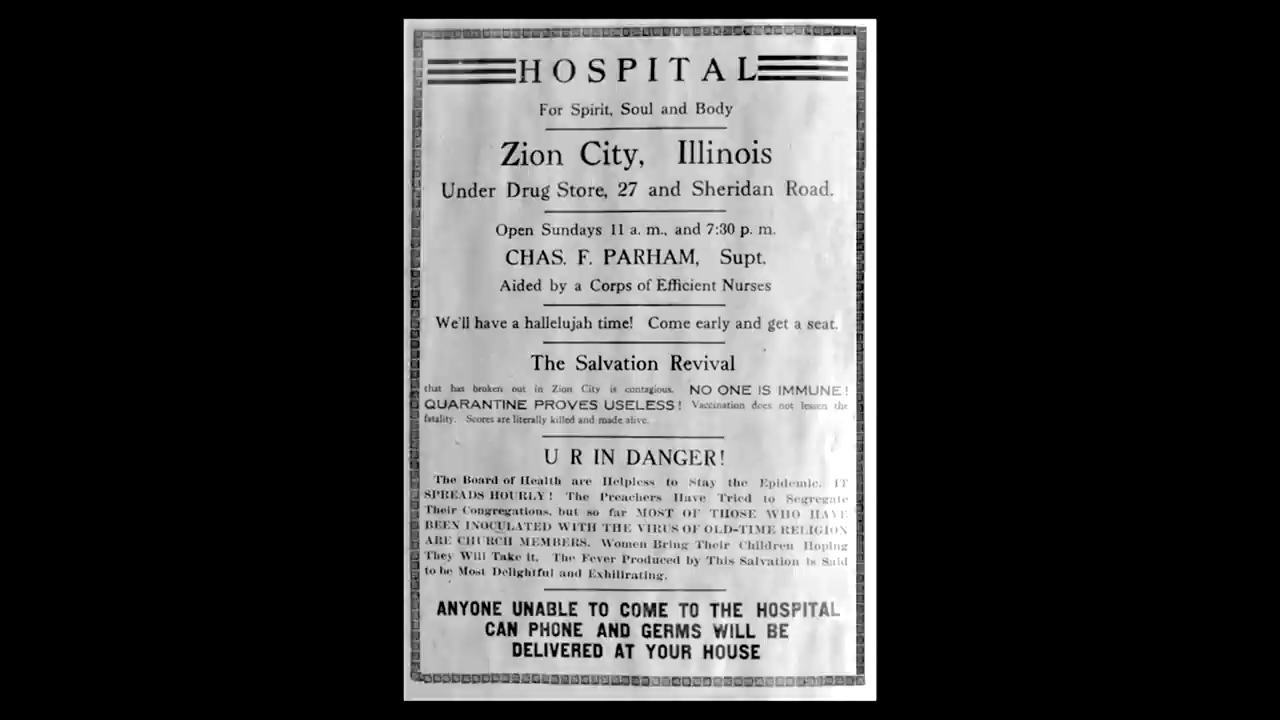 HOSPITAL
For Spirit, Soul and Body
Zion City, Illinois
Under Drug Store, 27 and Sheridan Road.
Open Sundays 11 a. m., and 7:30 p. m.
CHAS. F. PARHAM, Supt.
Aided by a Corps of Efficient Nurses
We'll have a hallelujah time! Come early and get a seat.
The Salvation Revival
that has broken out in Zion City is contagious. NO ONE IS IMMUNE!
QUARANTINE PROVES USELESS! Vaccination does not lessen the
fatality. Scores are literally killed and made alive.
U R IN DANGER!
The Board of Health are Helpless to Stay the Epidemic. IT
SPREADS HOURLY! The Preachers Have Tried to Segregate
Their Congregations, but so far MOST OF THOSE WHO HAVE
BEEN INOCULATED WITH THE VIRUS OF OLD-TIME RELIGION
ARE CHURCH MEMBERS. Women Bring Their Children Hoping
They Will Take it. The Fever Produced by This Salvation is Said
to be Most Delightful and Exhilirating.
ANYONE UNABLE TO COME TO THE HOSPITAL
CAN PHONE AND GERMS WILL BE
DELIVERED AT YOUR HOUSE